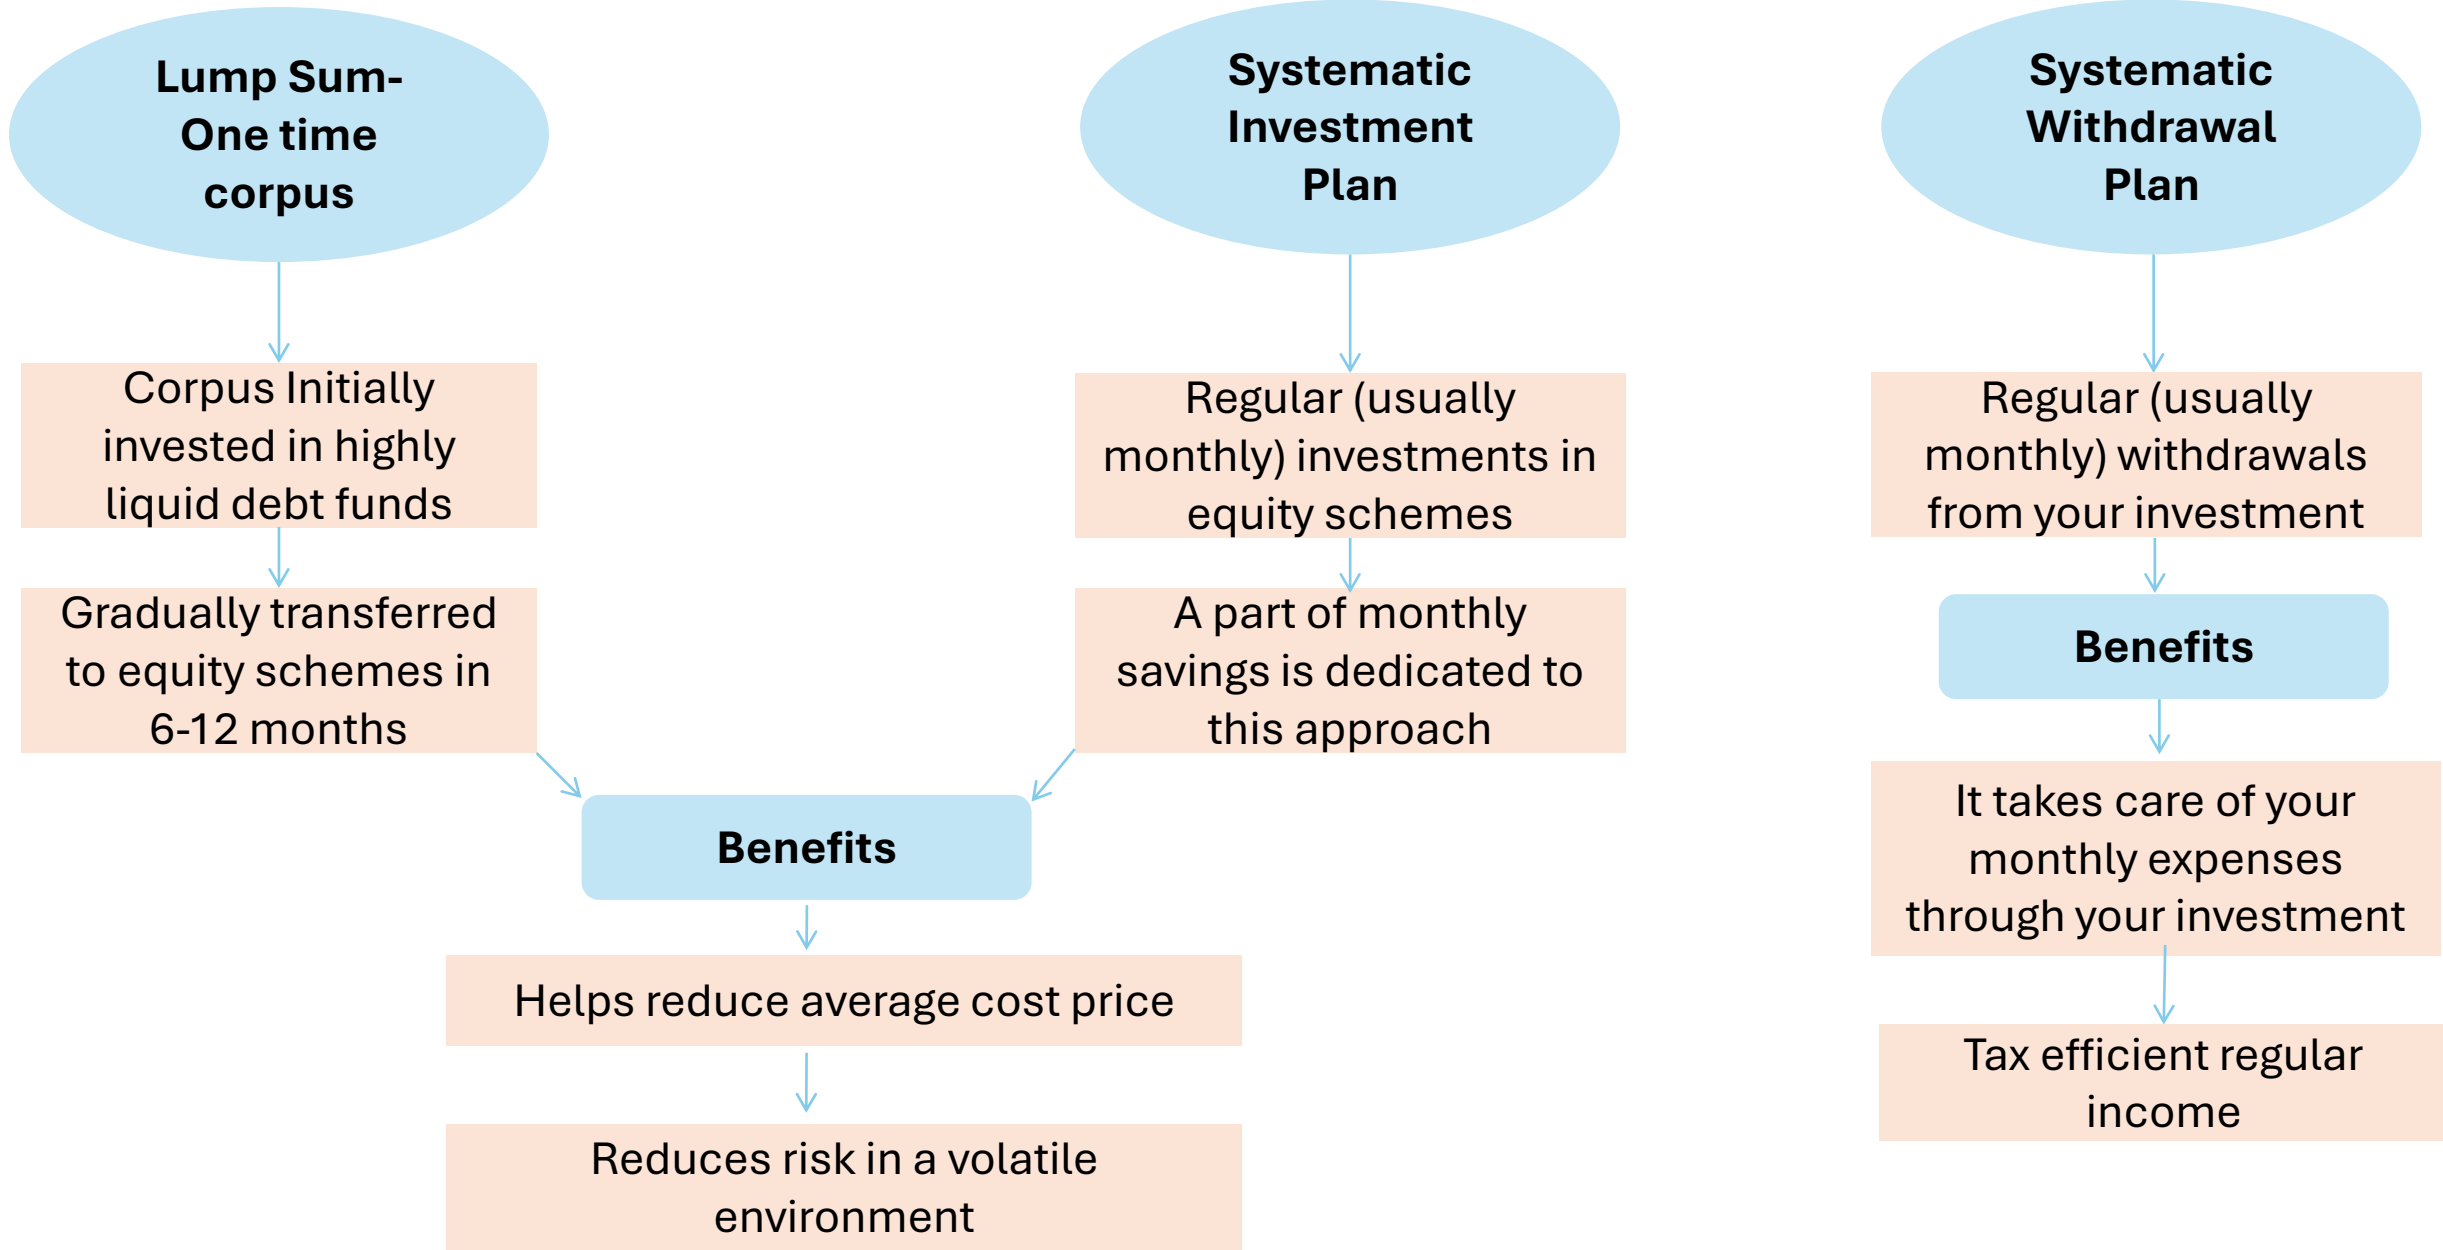 Lump Sum-
One time
corpus
Corpus Initially
invested in highly
liquid debt funds
Gradually transferred
to equity schemes in
6-12 months
Systematic
Investment
Plan
Regular (usually
monthly) investments in
equity schemes
A part of monthly
savings is dedicated to
this approach
Benefits
Helps reduce average cost price
Reduces risk in a volatile
environment
Systematic
Withdrawal
Plan
Regular (usually
monthly) withdrawals
from your investment
Benefits
It takes care of your
monthly expenses
through your investment
Tax efficient regular
income